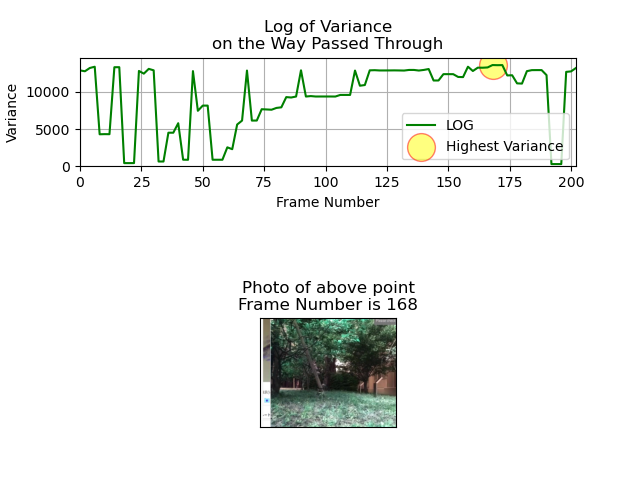 Log of Variance
on the Way Passed Through
Variance
10000
5000
0
LOG
Highest Variance
0 25 50 75 100 125 150 175 200
Frame Number
Photo of above point
Frame Number is 168